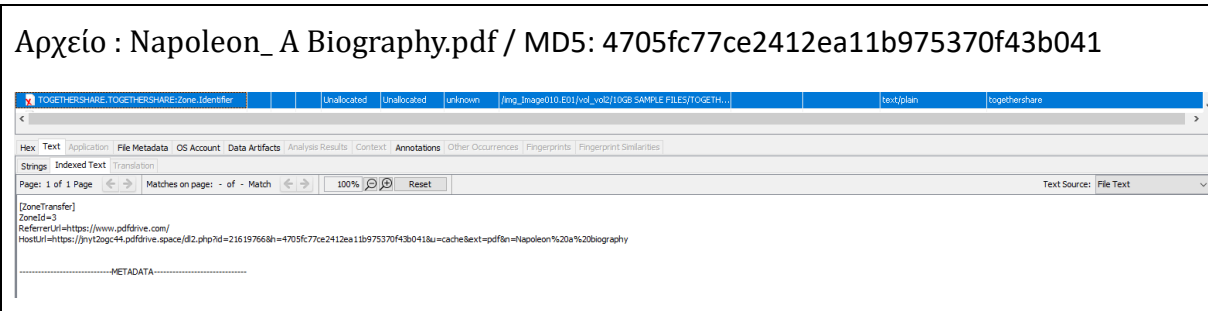 Αρχείο : Napoleon_ A Biography.pdf / MD5: 4705fc77ce2412ea11b975370f43b041
TOGETHERSHARE.TOGETHERSHARE:Zone.Identifier Unallocated Unallocated unknown /img_Image010.E01/vol_vol2/10GB SAMPLE FILES/TOGETH... text/plain togethershare
Hex Text Application File Metadata OS Account Data Artifacts Analysis Results Context Annotations Other Occurrences Fingerprints Fingerprint Similarities
Strings Indexed Text Translation
Page: 1 of 1 Page Matches on page: - of - Match 100% Reset Text Source: File Text
[ZoneTransfer]
ZoneId=3
ReferrerUrl=https://www.pdfdrive.com/
HostUrl=https://jnyt2ogc44.pdfdrive.space/dl2.php?id=21619766&h=4705fc77ce2412ea11b975370f43b041&u=cache&ext=pdf&n=Napoleon%20a%20biography
------------------------------METADATA------------------------------